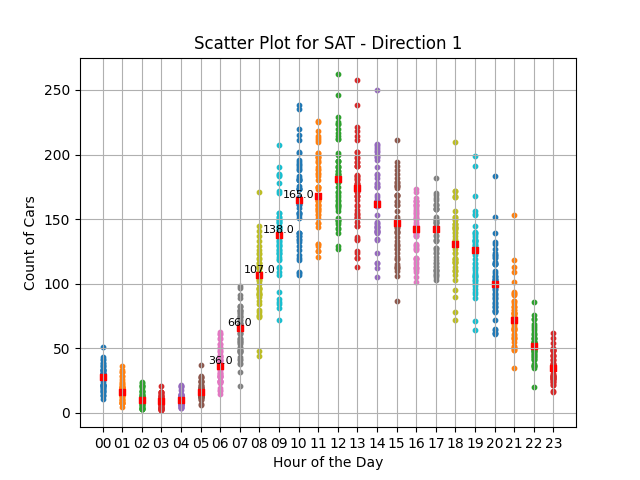 Scatter Plot for SAT - Direction 1
Count of Cars
250
200
150
100
50
0
165.0
138.0
107.0
66.0
36.0
00 01 02 03 04 05 06 07 08 09 10 11 12 13 14 15 16 17 18 19 20 21 22 23
Hour of the Day